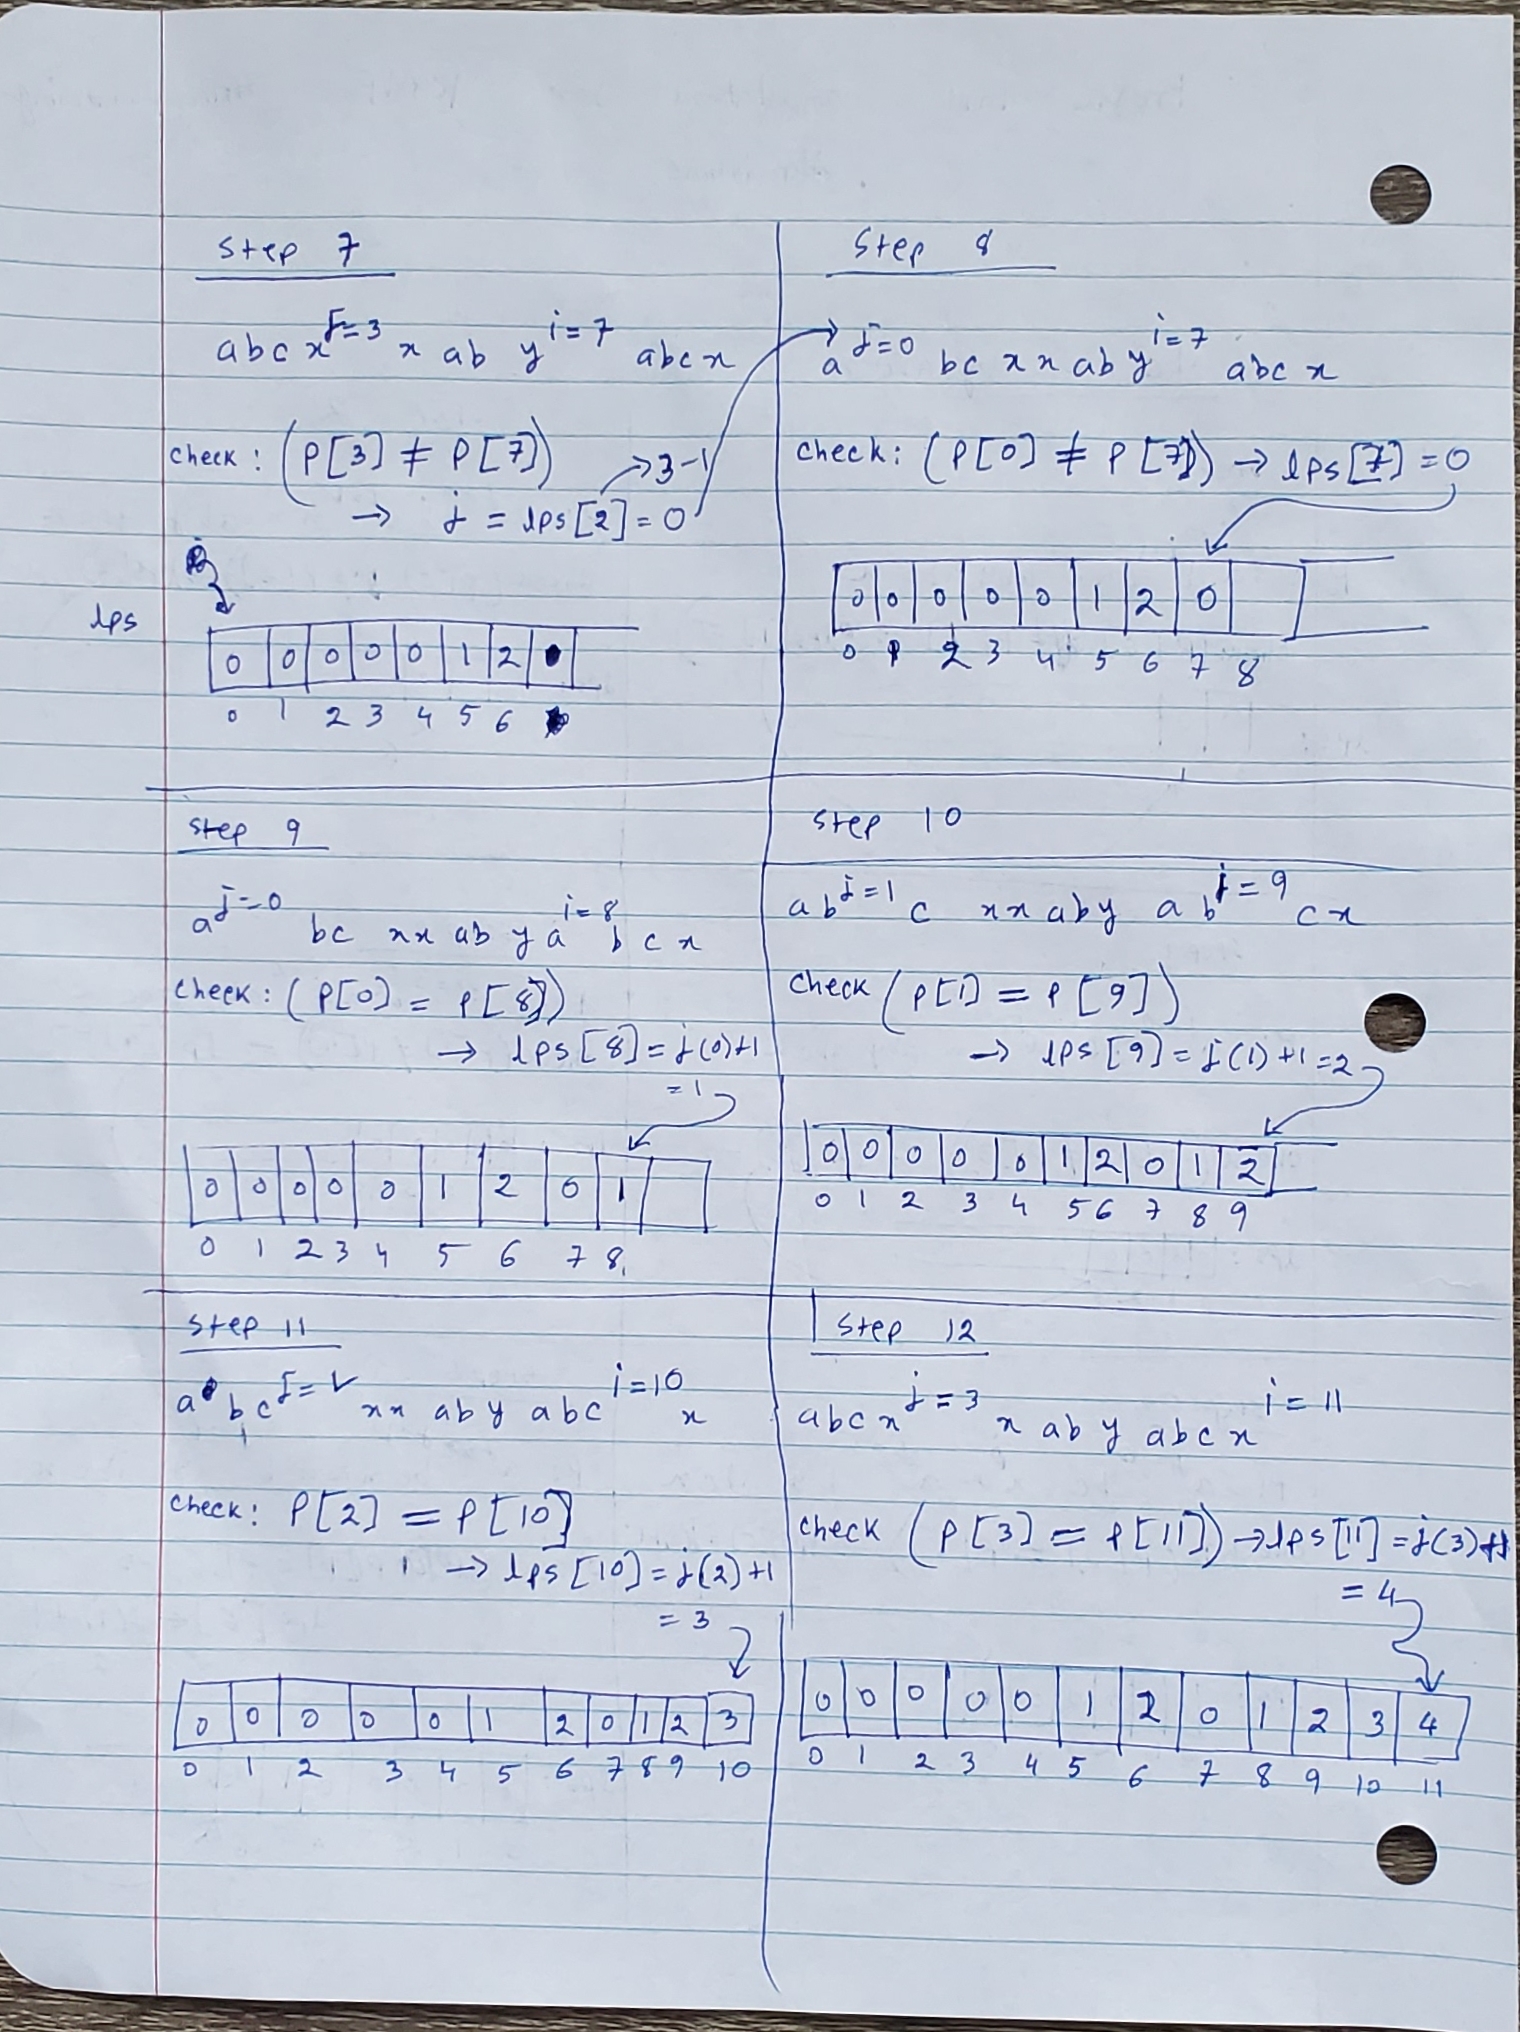 Step 7
abcx j=3 x ab y i=7 abcx
check: (P[3] ≠ P[7])
→ 3-1
→ j = lps[2] = 0
lps
0 0 0 0 0 1 2
0 1 2 3 4 5 6
Step 8
a j=0 bc x x ab y i=7 abc x
check: (P[0] ≠ P[7]) → lps[7] = 0
0 0 0 0 0 1 2 0
0 1 2 3 4 5 6 7 8
Step 9
a j=0 bc xx ab y a i=8 b c x
check: (P[0] = P[8])
→ lps[8] = j(0)+1
= 1
0 0 0 0 0 1 2 0 1
0 1 2 3 4 5 6 7 8
Step 10
ab j=1 c xx aby ab i=9 cx
check (P[1] = P[9])
→ lps[9] = j(1)+1=2
0 0 0 0 0 1 2 0 1 2
0 1 2 3 4 5 6 7 8 9
Step 11
a bc j=2 xx aby abc i=10 x
check: P[2] = P[10]
→ lps[10] = j(2)+1
= 3
0 0 0 0 0 1 2 0 1 2 3
0 1 2 3 4 5 6 7 8 9 10
Step 12
abcx j=3 x ab y abcx i=11
check (P[3] = P[11]) → lps[11] = j(3)+1
= 4
0 0 0 0 0 1 2 0 1 2 3 4
0 1 2 3 4 5 6 7 8 9 10 11